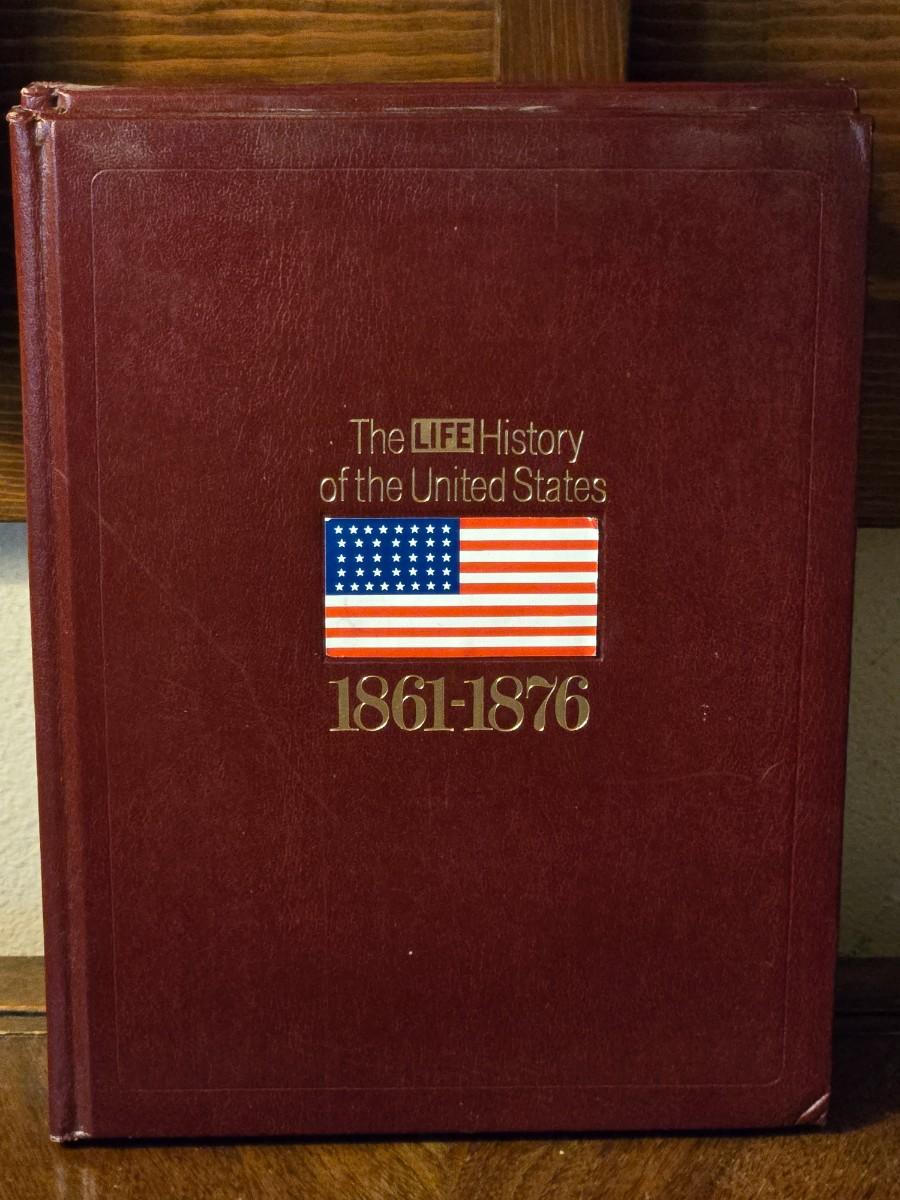 The LIFE History
of the United States
1861-1876